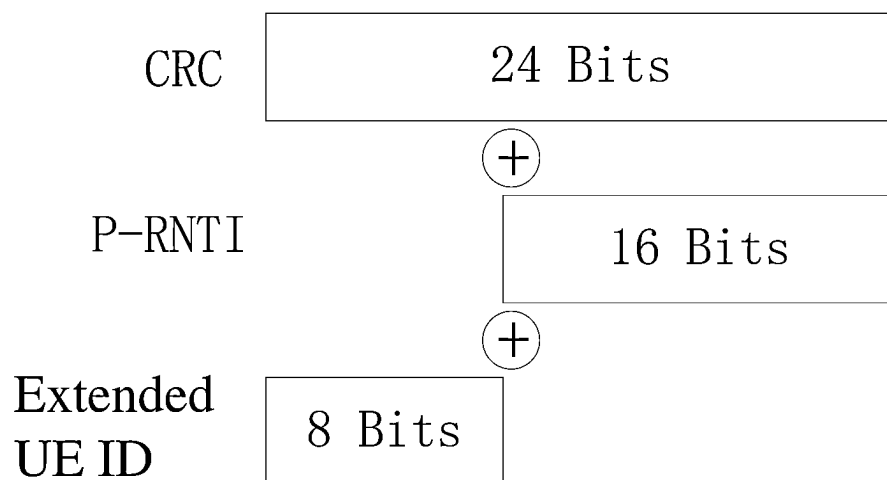 CRC 24 Bits
+
P-RNTI 16 Bits
+
Extended
UE ID 8 Bits